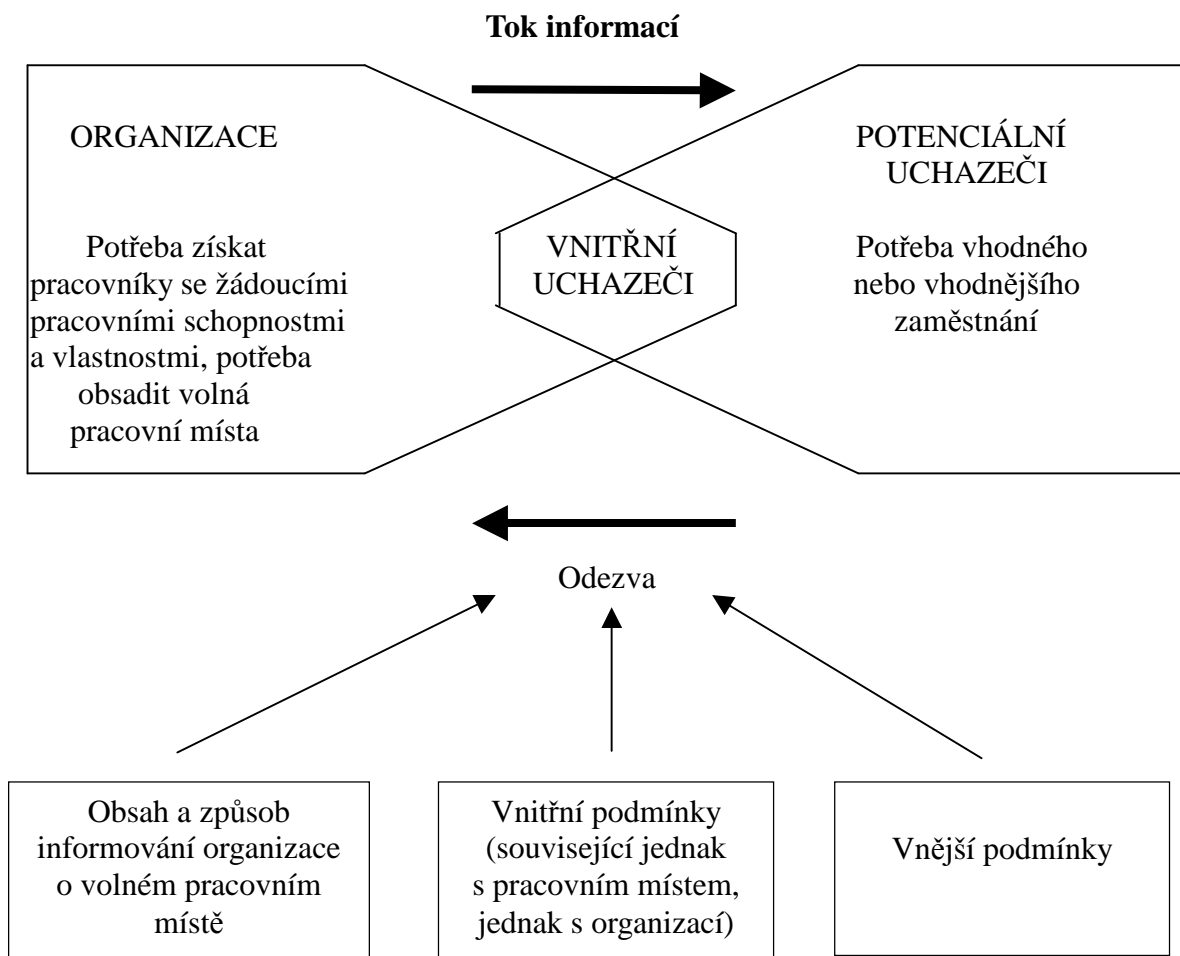 Tok informací
ORGANIZACE
Potřeba získat
pracovníky se žádoucími
pracovními schopnostmi
a vlastnostmi, potřeba
obsadit volná
pracovní místa
VNITŘNÍ
UCHAZEČI
POTENCIÁLNÍ
UCHAZEČI
Potřeba vhodného
nebo vhodnějšího
zaměstnání
Odezva
Obsah a způsob
informování organizace
o volném pracovním
místě
Vnitřní podmínky
(související jednak
s pracovním místem,
jednak s organizací)
Vnější podmínky